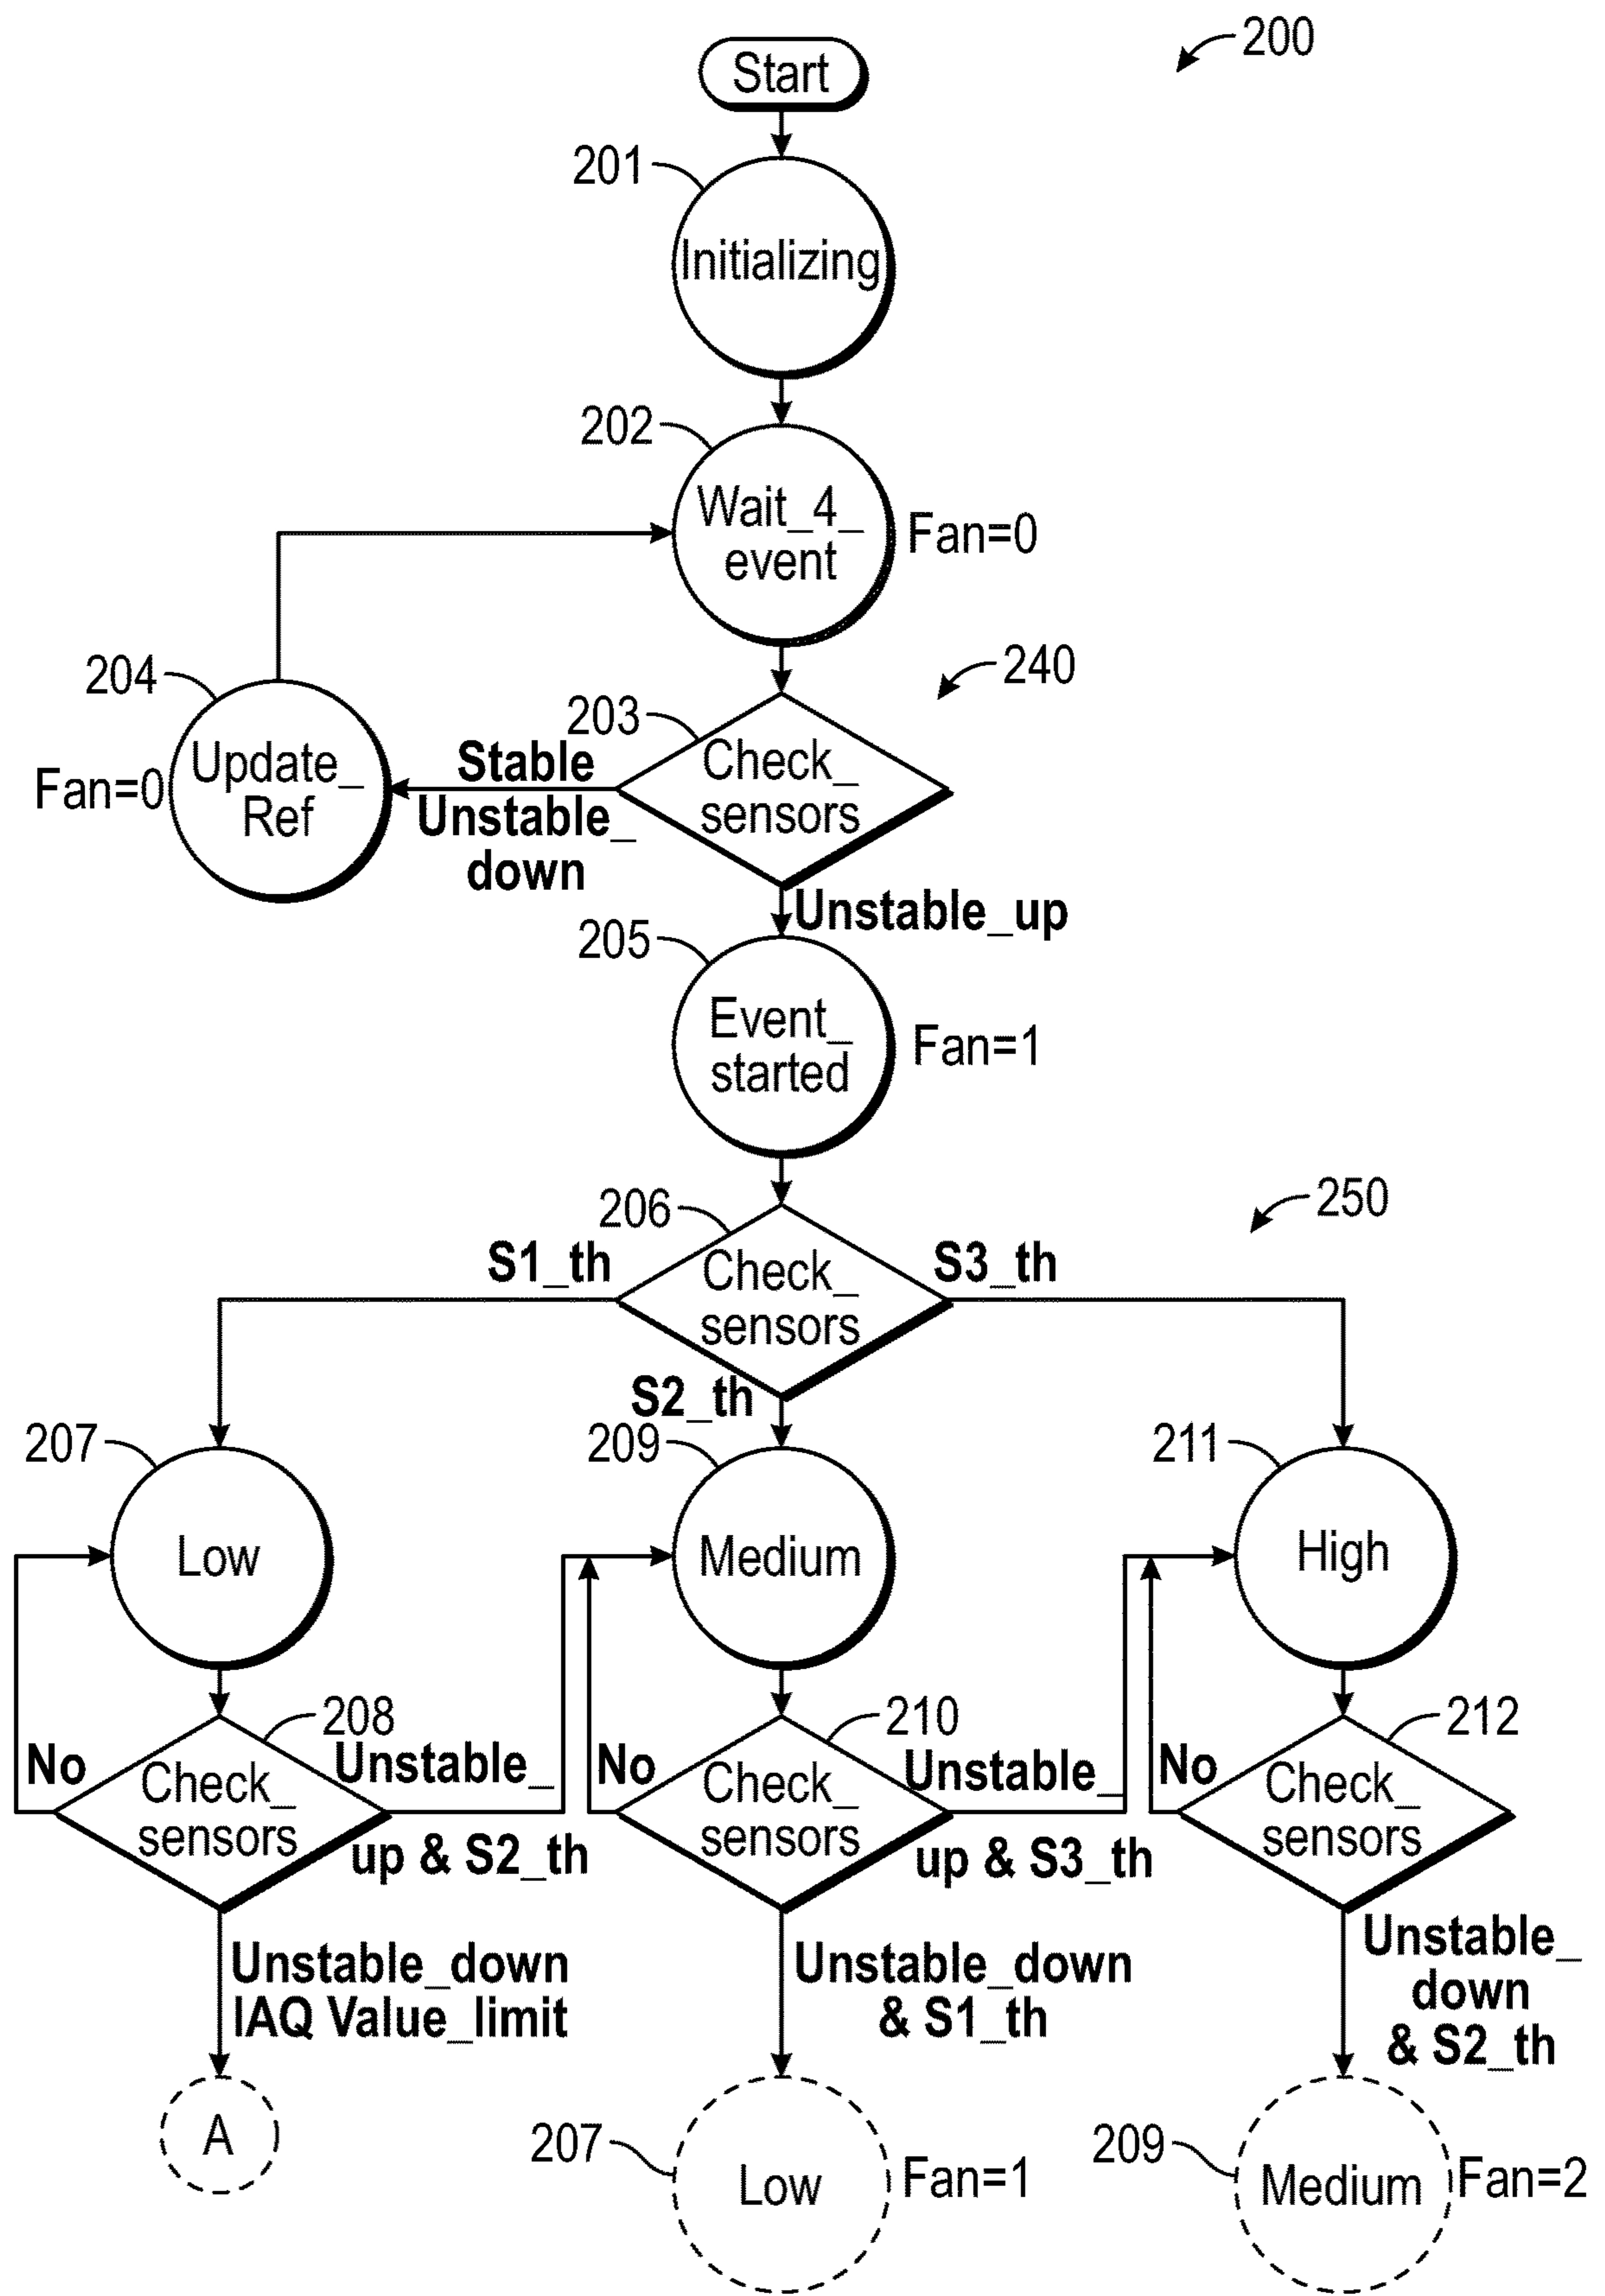 200
Start
201
Initializing
202
Wait_4_
event
Fan=0
240
204
203
Fan=0
Update_
Ref
Stable
Unstable_
down
Check_
sensors
Unstable_up
205
Event_
started
Fan=1
250
206
S1_th
Check_
sensors
S3_th
S2_th
207
209
211
Low
Medium
High
208
210
212
No
Check_
sensors
Unstable_
up & S2_th
No
Check_
sensors
Unstable_
up & S3_th
No
Check_
sensors
Unstable_down
IAQ Value_limit
Unstable_down
& S1_th
Unstable_
down
& S2_th
A
207
Low
Fan=1
209
Medium
Fan=2